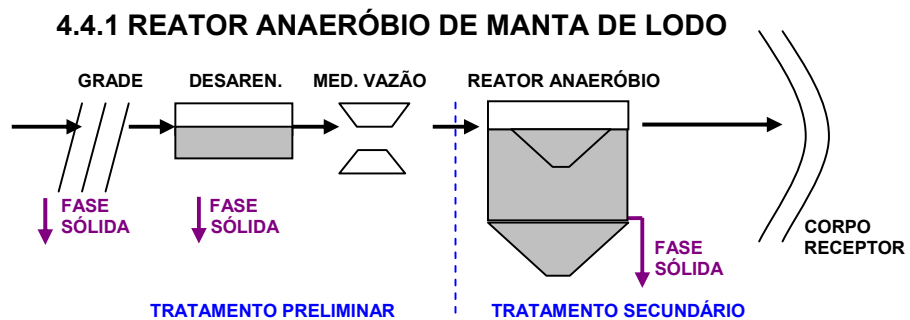 4.4.1 REATOR ANAERÓBIO DE MANTA DE LODO
GRADE
DESAREN.
MED. VAZÃO
REATOR ANAERÓBIO
FASE
SÓLIDA
FASE
SÓLIDA
FASE
SÓLIDA
CORPO
RECEPTOR
TRATAMENTO PRELIMINAR
TRATAMENTO SECUNDÁRIO